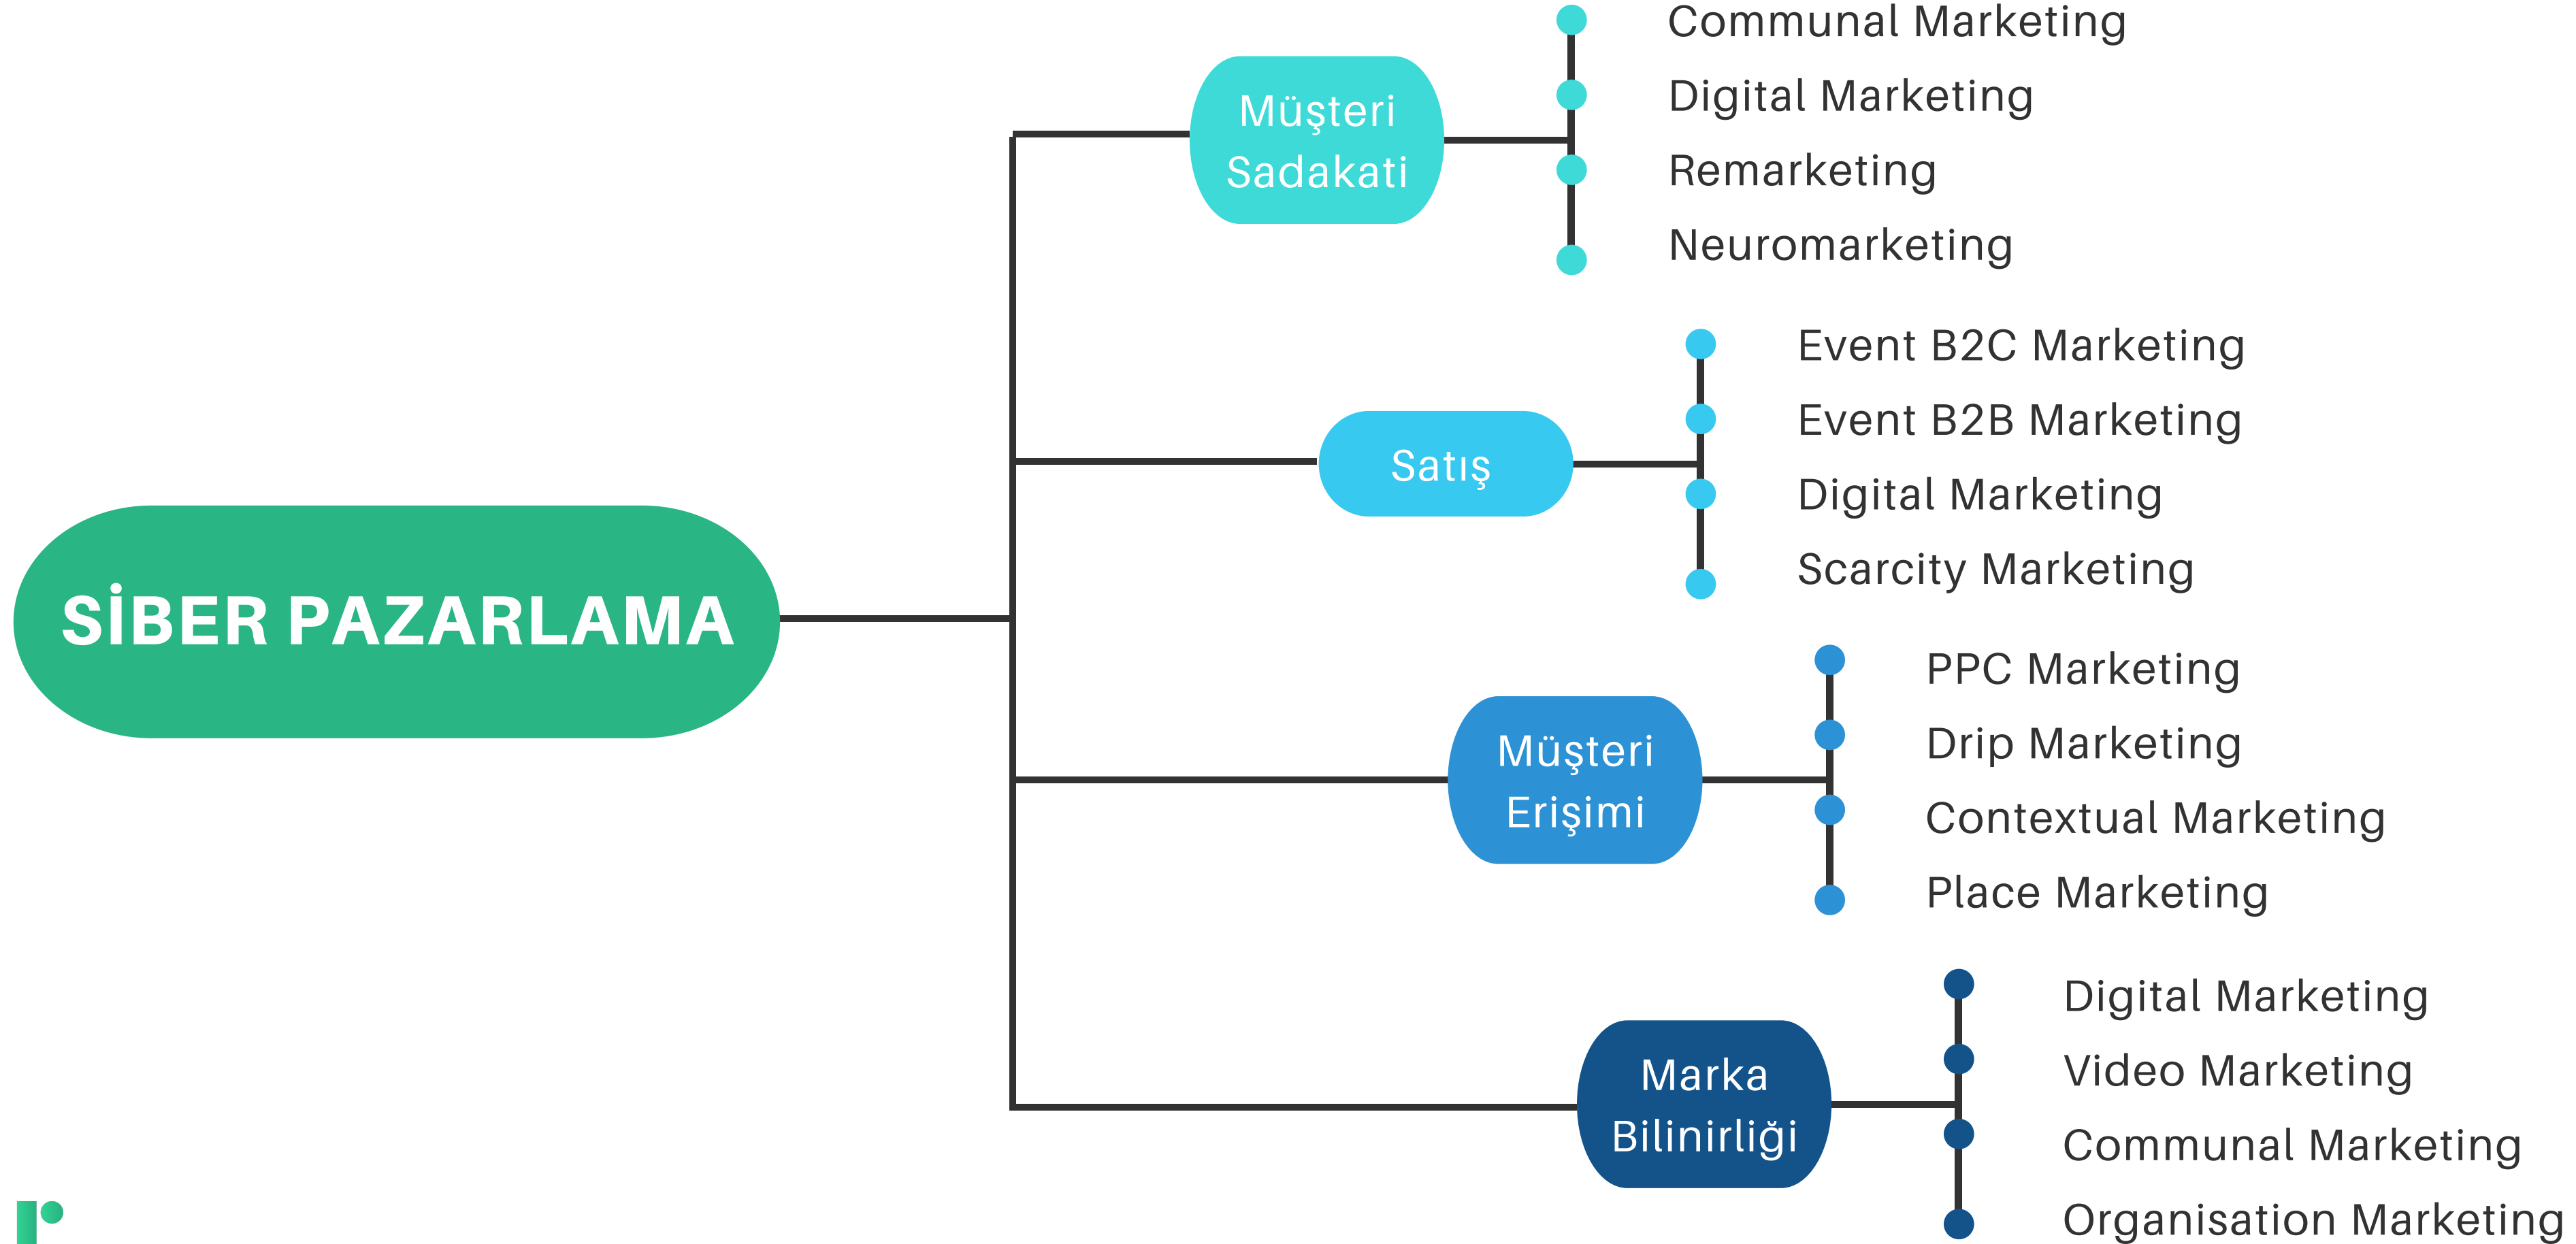 SİBER PAZARLAMA
Müşteri
Sadakati
Communal Marketing
Digital Marketing
Remarketing
Neuromarketing
Satış
Event B2C Marketing
Event B2B Marketing
Digital Marketing
Scarcity Marketing
Müşteri
Erişimi
PPC Marketing
Drip Marketing
Contextual Marketing
Place Marketing
Marka
Bilinirliği
Digital Marketing
Video Marketing
Communal Marketing
Organisation Marketing